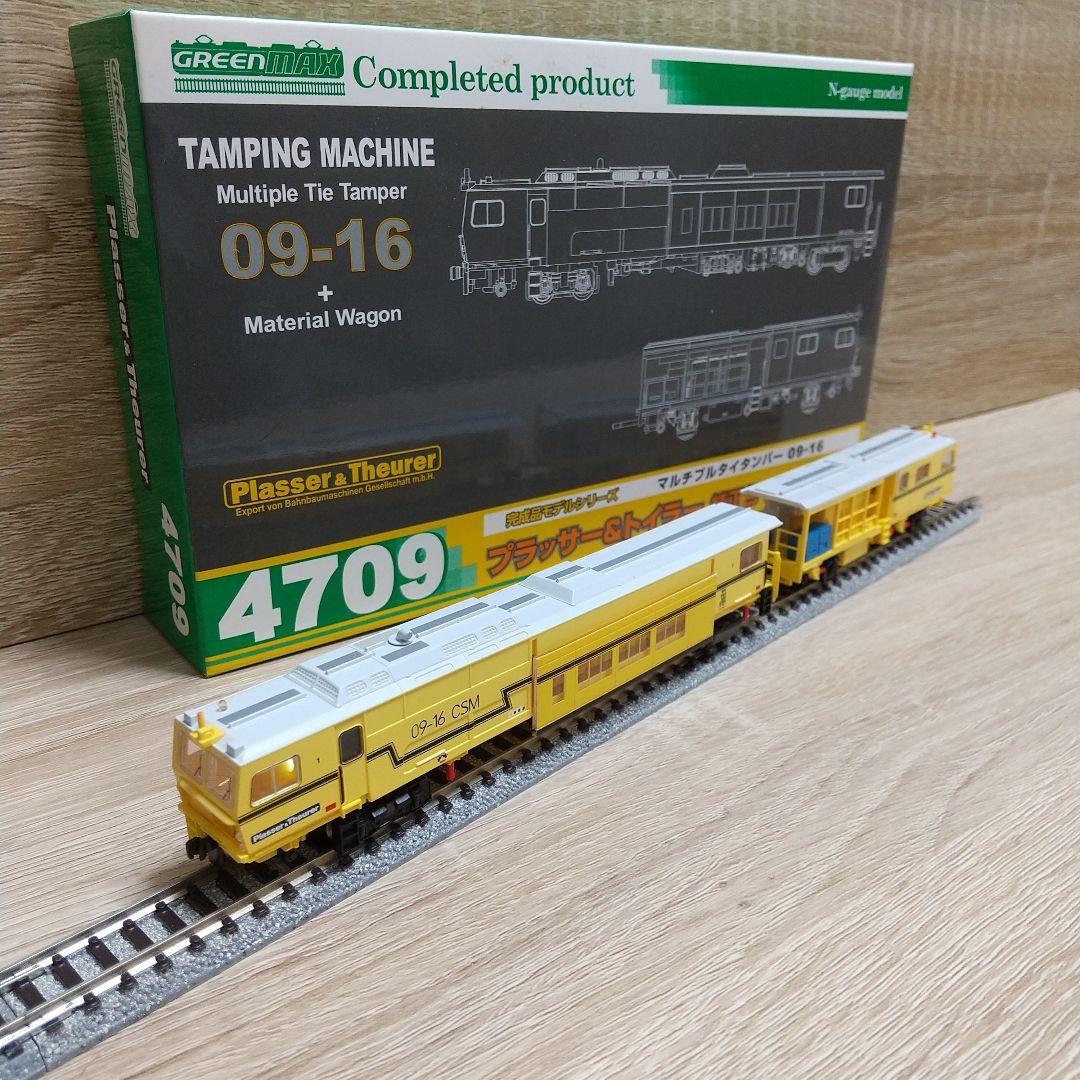 GREENMAX
Completed product
N-gauge model
TAMPING MACHINE
Multiple Tie Tamper
09-16
+
Material Wagon
Plasser & Theurer
Export von Bahnbaumaschinen Gesellschaft m.b.H.
4709
完成品モデルシリーズ
マルチプルタイタンパー 09-16
プラッサー&トイラー
GREENMAX
Plasser & Theurer
4709
09-16 CSM
1
Plasser & Theurer
1